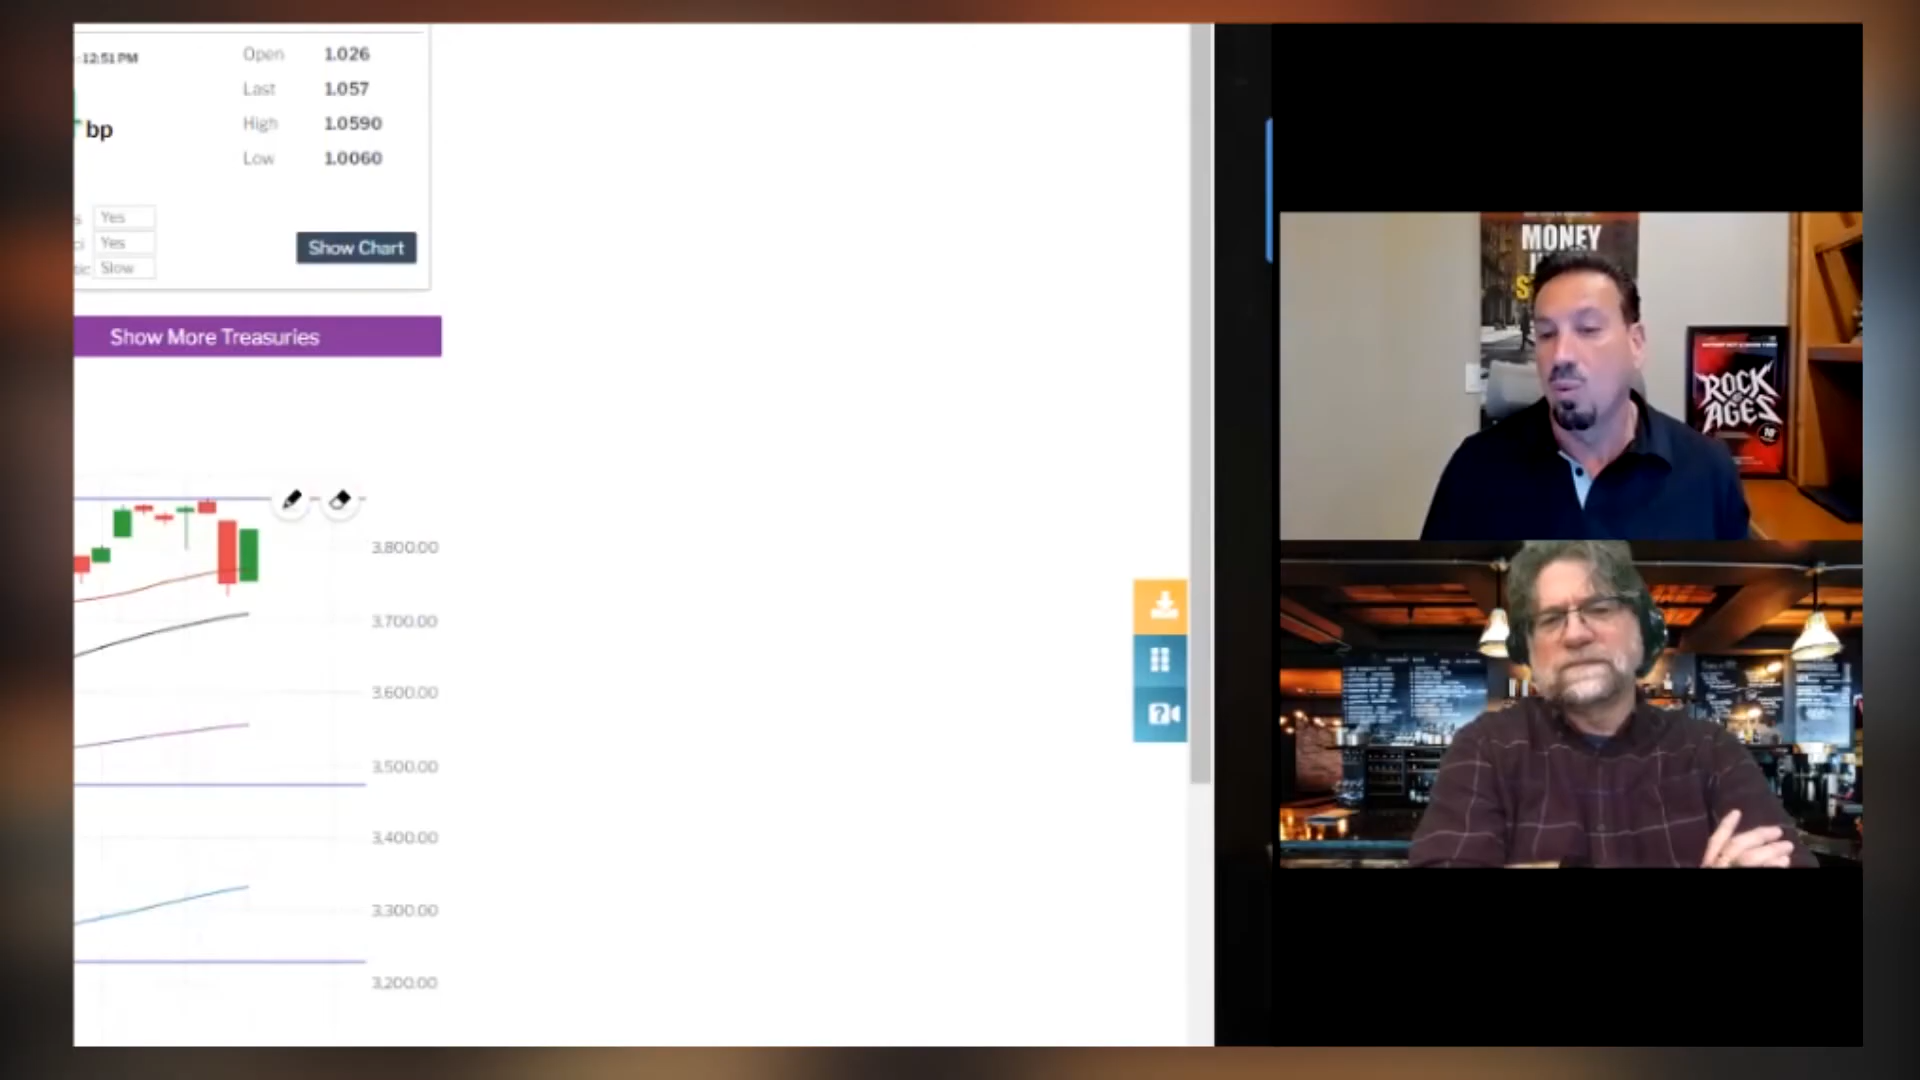 12:51 PM
Open 1.026
Last 1.057
High 1.0590
Low 1.0060
bp
s Yes
ci Yes
tic Slow
Show Chart
Show More Treasuries
3,800.00
3,700.00
3,600.00
3,500.00
3,400.00
3,300.00
3,200.00
MONEY
ROCK
AGES